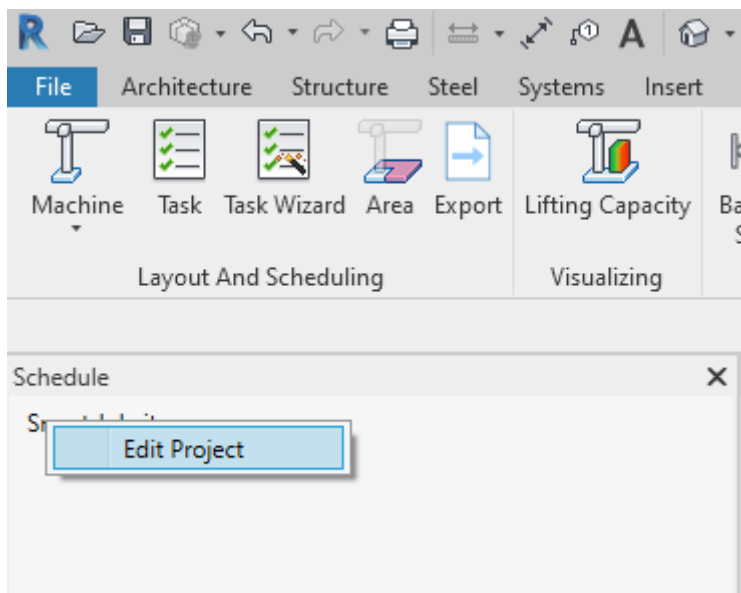 R
File Architecture Structure Steel Systems Insert
Machine Task Task Wizard Area Export Lifting Capacity
Layout And Scheduling Visualizing
Schedule
Edit Project